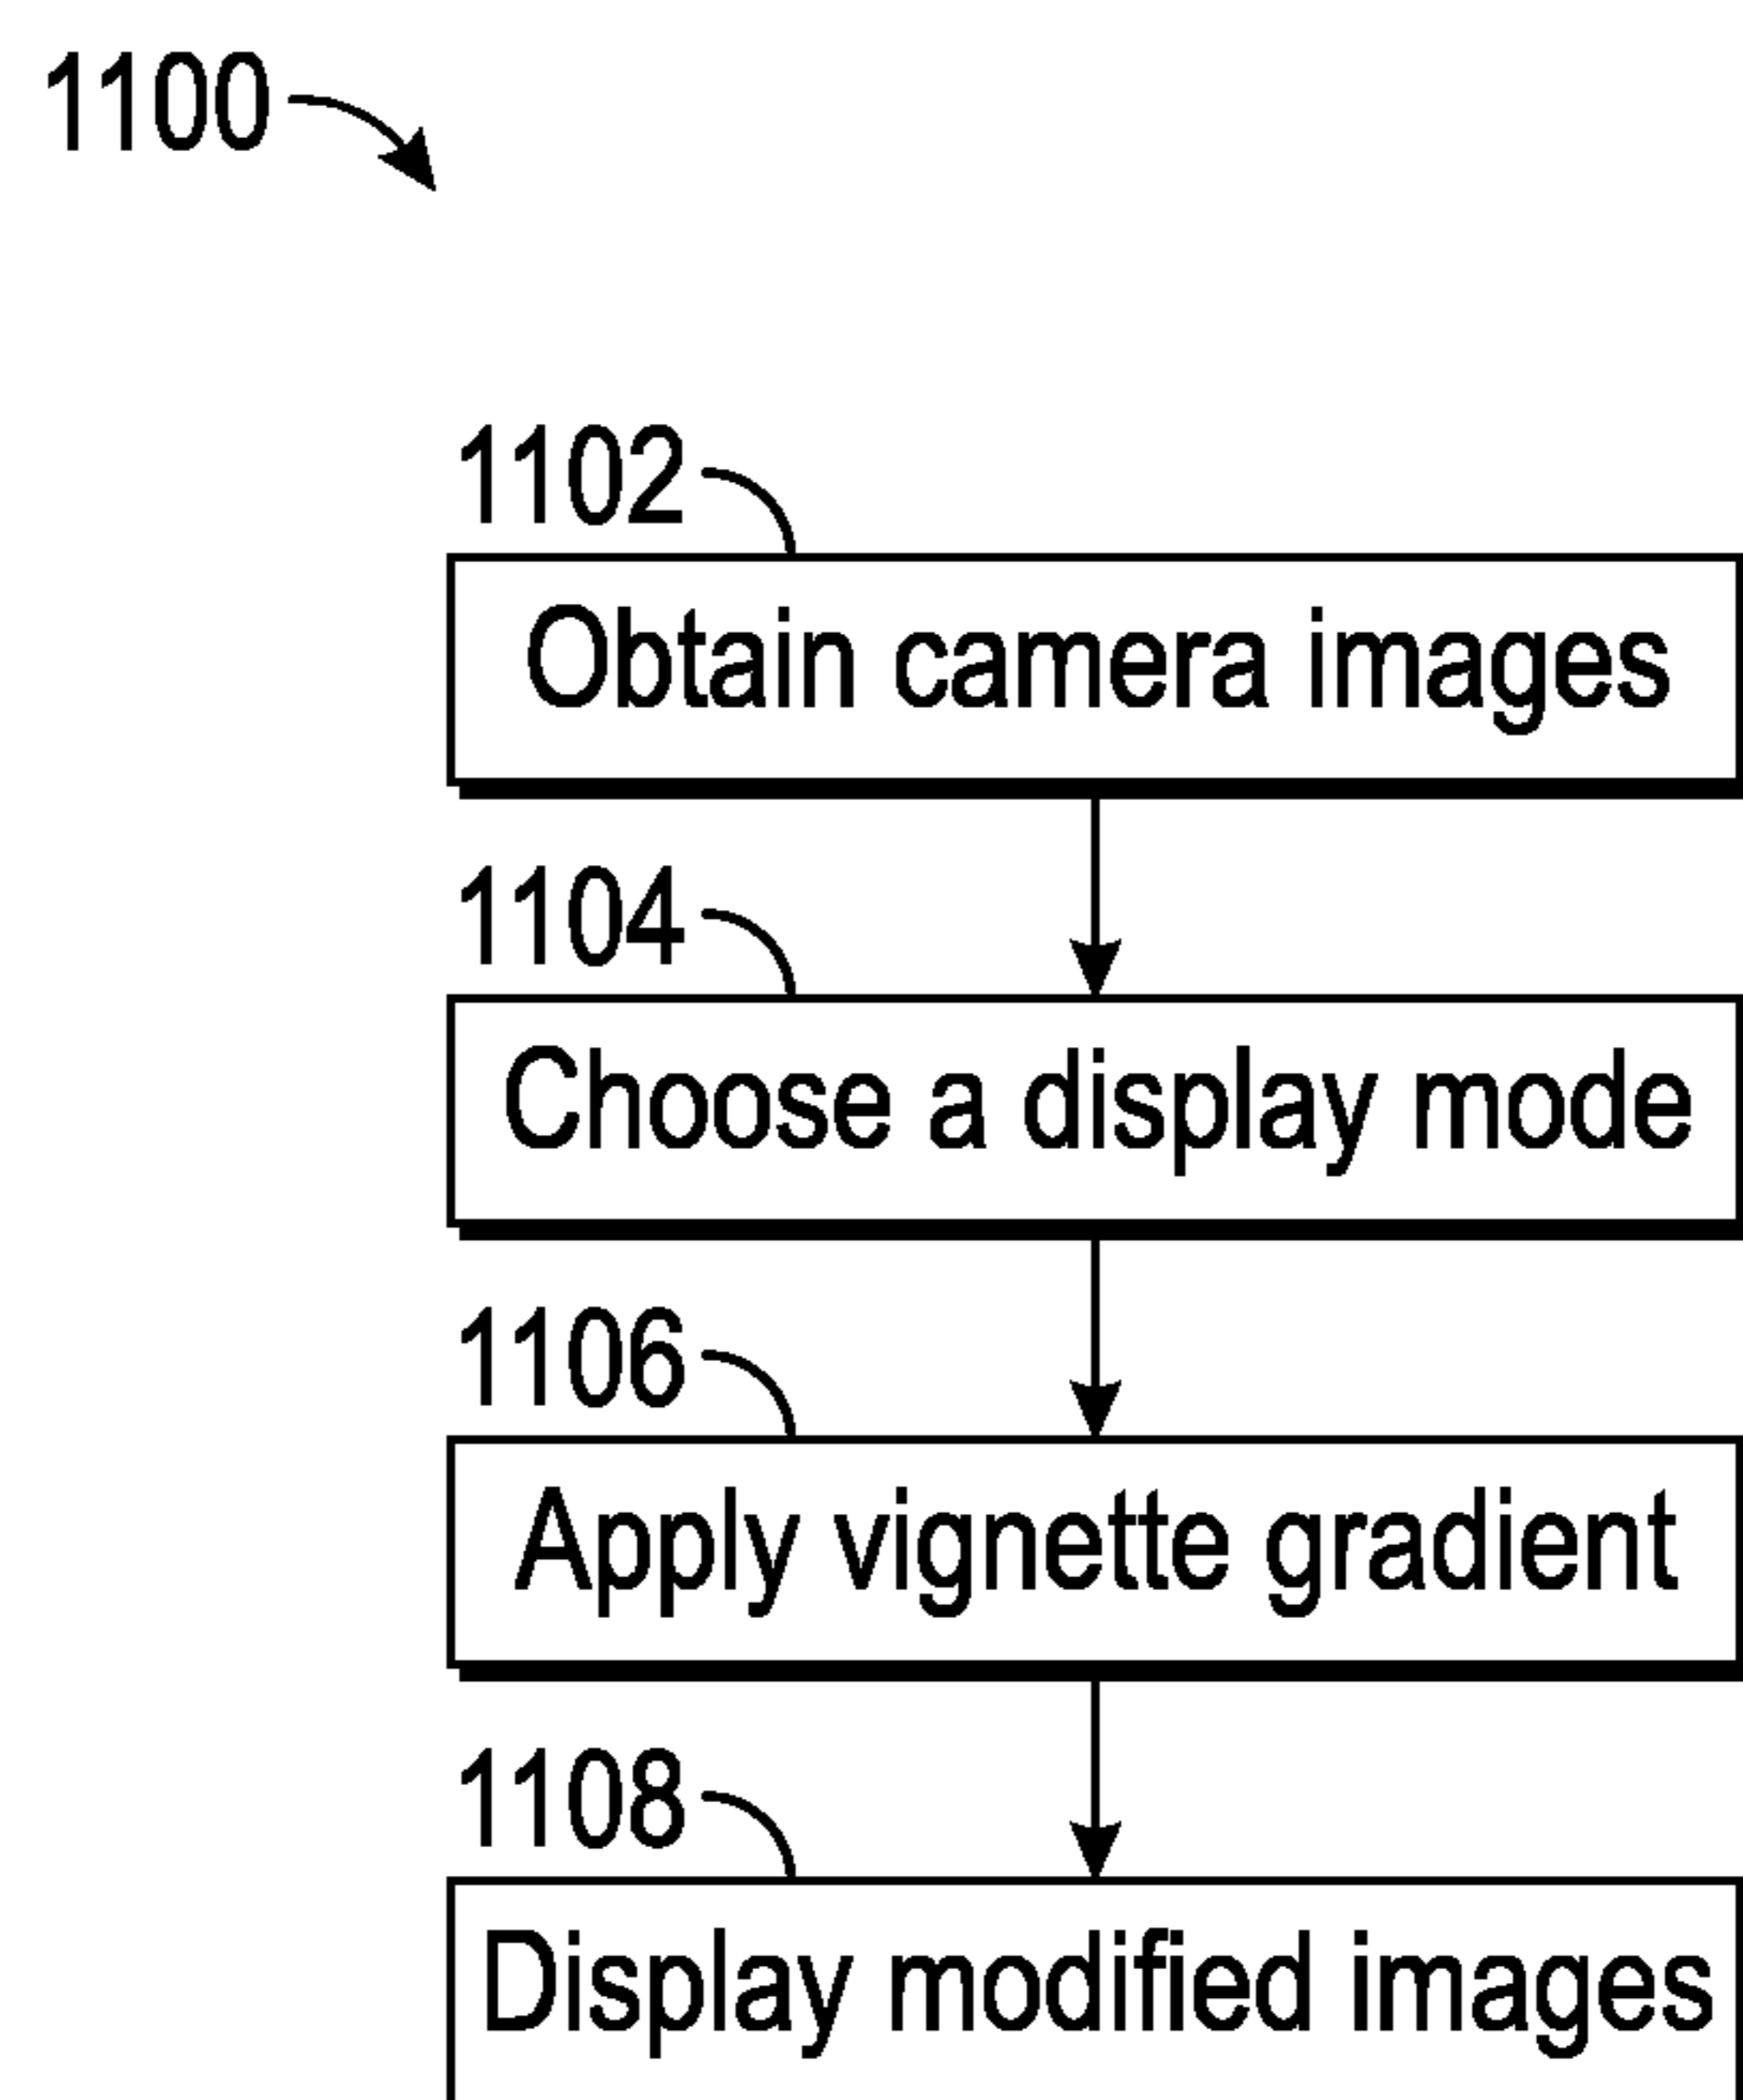 1100
1102
Obtain camera images
1104
Choose a display mode
1106
Apply vignette gradient
1108
Display modified images